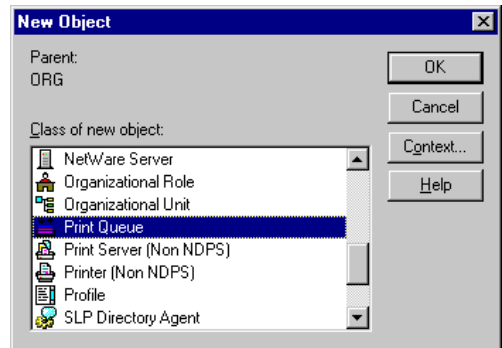 New Object
Parent:
ORG
Class of new object:
NetWare Server
Organizational Role
Organizational Unit
Print Queue
Print Server (Non NDPS)
Printer (Non NDPS)
Profile
SLP Directory Agent
OK
Cancel
Context...
Help